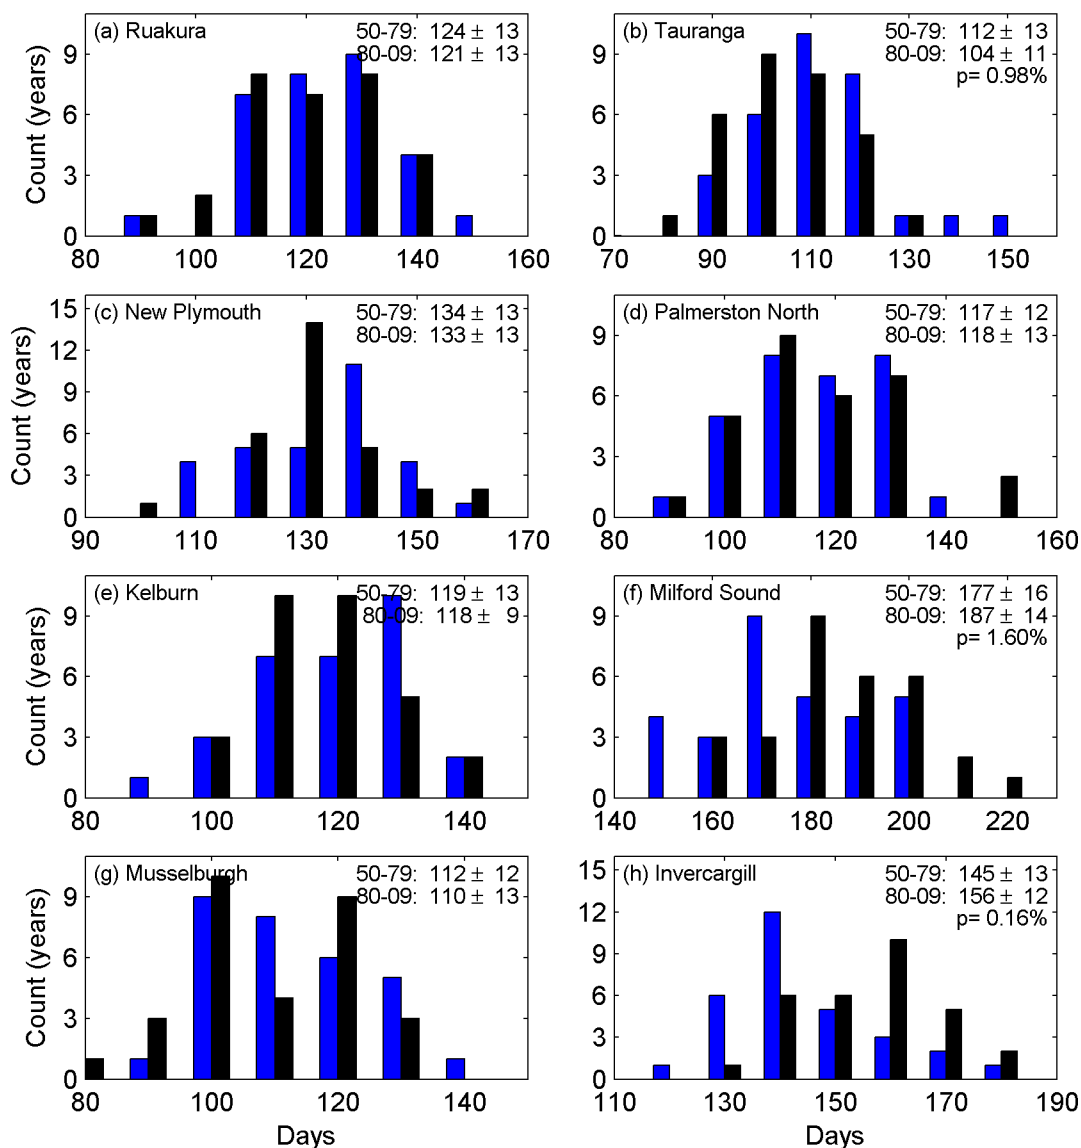 (a) Ruakura
50-79: 124 ± 13
80-09: 121 ± 13
Count (years)
9
6
3
0
80 100 120 140 160
(b) Tauranga
50-79: 112 ± 13
80-09: 104 ± 11
p= 0.98%
9
6
3
0
70 90 110 130 150
(c) New Plymouth
50-79: 134 ± 13
80-09: 133 ± 13
Count (years)
15
12
9
6
3
0
90 110 130 150 170
(d) Palmerston North
50-79: 117 ± 12
80-09: 118 ± 13
9
6
3
0
80 100 120 140 160
(e) Kelburn
50-79: 119 ± 13
80-09: 118 ± 9
Count (years)
9
6
3
0
80 100 120 140
(f) Milford Sound
50-79: 177 ± 16
80-09: 187 ± 14
p= 1.60%
9
6
3
0
140 160 180 200 220
(g) Musselburgh
50-79: 112 ± 12
80-09: 110 ± 13
Count (years)
9
6
3
0
80 100 120 140
Days
(h) Invercargill
50-79: 145 ± 13
80-09: 156 ± 12
p= 0.16%
15
12
9
6
3
0
110 130 150 170 190
Days